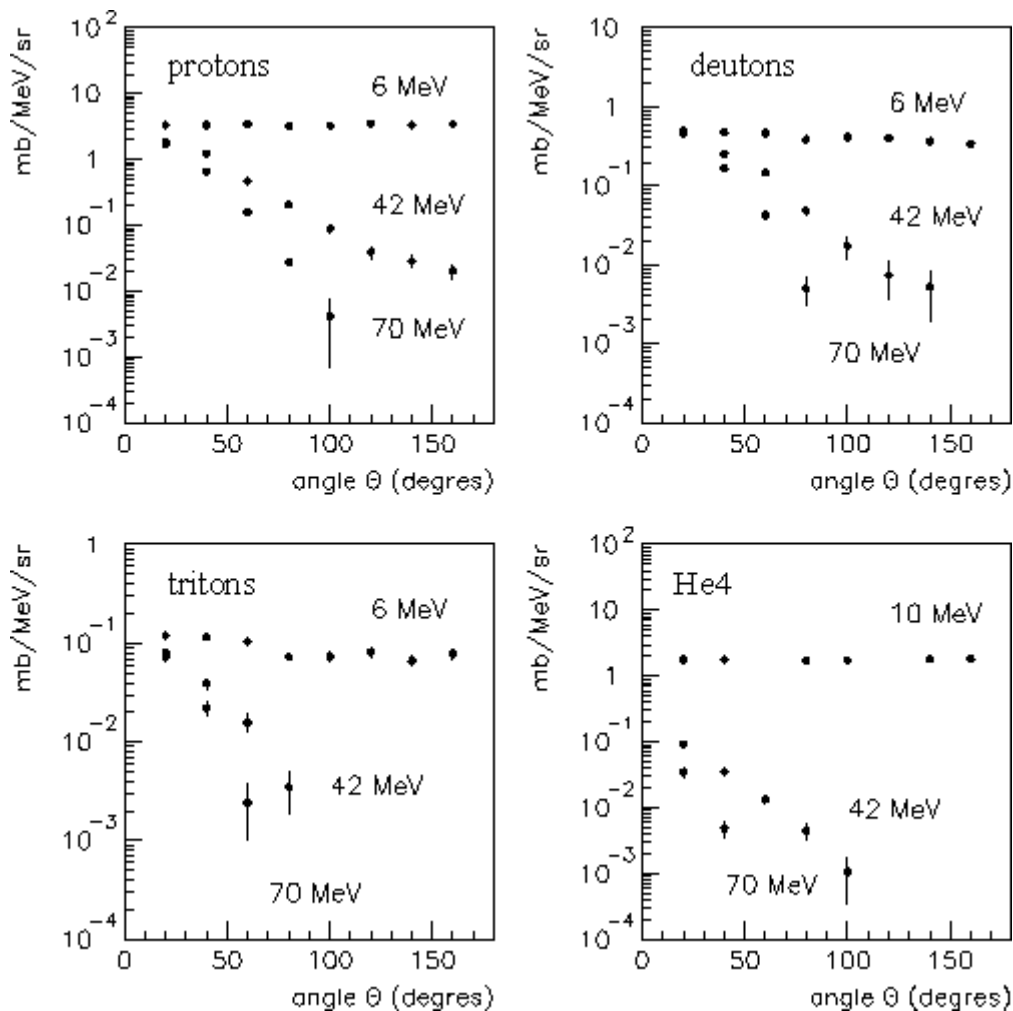 mb/MeV/sr
10^2
10
1
10^-1
10^-2
10^-3
10^-4
protons
6 MeV
42 MeV
70 MeV
0
50
100
150
angle Θ (degres)
mb/MeV/sr
10
1
10^-1
10^-2
10^-3
10^-4
deutons
6 MeV
42 MeV
70 MeV
0
50
100
150
angle Θ (degres)
mb/MeV/sr
1
10^-1
10^-2
10^-3
10^-4
tritons
6 MeV
42 MeV
70 MeV
0
50
100
150
angle Θ (degres)
mb/MeV/sr
10^2
10
1
10^-1
10^-2
10^-3
10^-4
He4
10 MeV
42 MeV
70 MeV
0
50
100
150
angle Θ (degres)